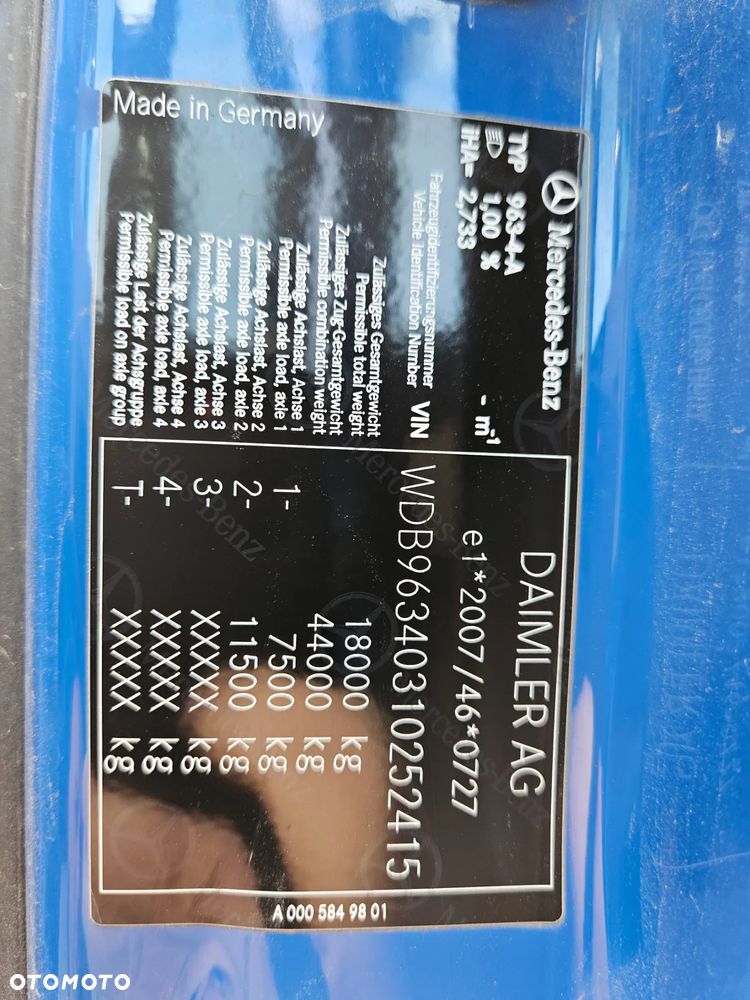 Mercedes-Benz
TYP 963-4-A
1,00 % - m⁻¹
iHA= 2,733
DAIMLER AG
e1*2007/46*0727
Fahrzeugidentifizierungsnummer
Vehicle Identification Number VIN WDB9634031025 2415
Zulässiges Gesamtgewicht
Permissible total weight 18000 kg
Zulässiges Zug-Gesamtgewicht
Permissible combination weight 44000 kg
Zulässige Achslast, Achse 1
Permissible axle load, axle 1 1- 7500 kg
Zulässige Achslast, Achse 2
Permissible axle load, axle 2 2- 11500 kg
Zulässige Achslast, Achse 3
Permissible axle load, axle 3 3- XXXXX kg
Zulässige Achslast, Achse 4
Permissible axle load, axle 4 4- XXXXX kg
Zulässige Last der Achsgruppe
Permissible load on axle group T- XXXXX kg
Made in Germany
A 000 584 98 01
OTOMOTO